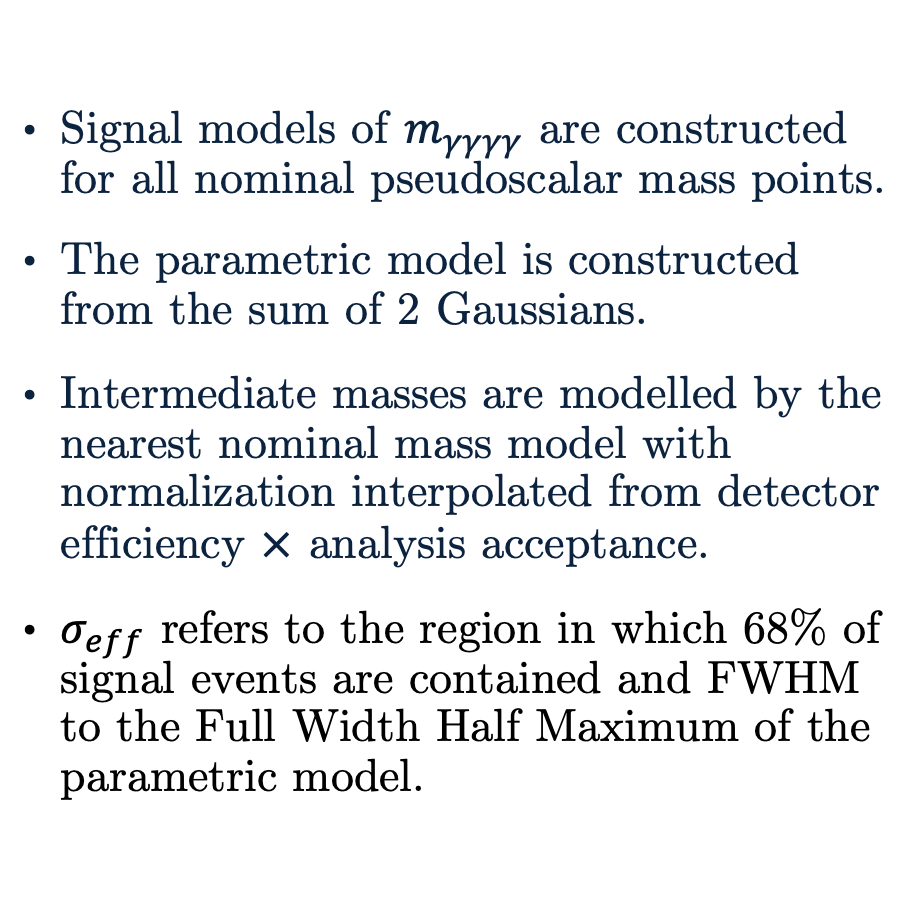 • Signal models of m_γγγγ are constructed
for all nominal pseudoscalar mass points.
• The parametric model is constructed
from the sum of 2 Gaussians.
• Intermediate masses are modelled by the
nearest nominal mass model with
normalization interpolated from detector
efficiency × analysis acceptance.
• σ_eff refers to the region in which 68% of
signal events are contained and FWHM
to the Full Width Half Maximum of the
parametric model.